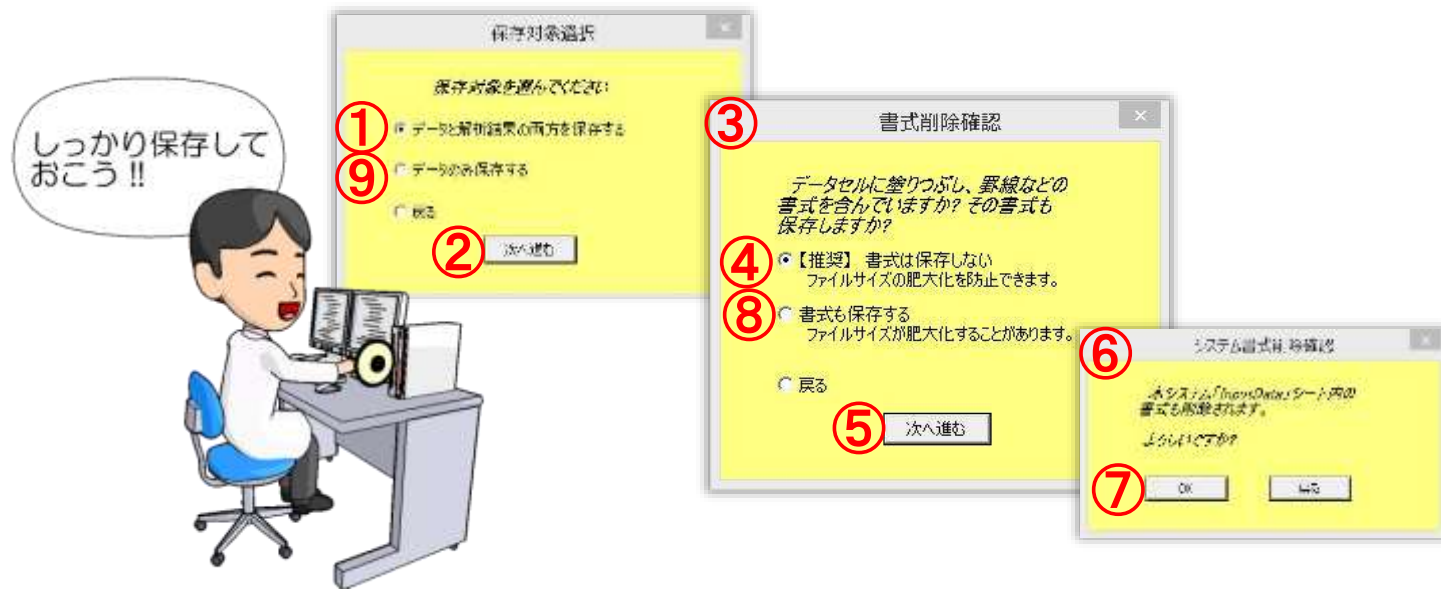 しっかり保存して
おこう!!
保存対象選択
保存対象を選んでください
① データと解析結果の両方を保存する
⑨ データのみ保存する
戻る
② 次へ進む
③ 書式削除確認
データセルに塗りつぶし、罫線などの
書式を含んでいますか? その書式も
保存しますか?
④ 【推奨】 書式は保存しない
ファイルサイズの肥大化を防止できます。
⑧ 書式も保存する
ファイルサイズが肥大化することがあります。
戻る
⑤ 次へ進む
⑥ システム書式削除確認
本システム「InputData」シート内の
書式も削除されます。
よろしいですか?
⑦ OK 戻る